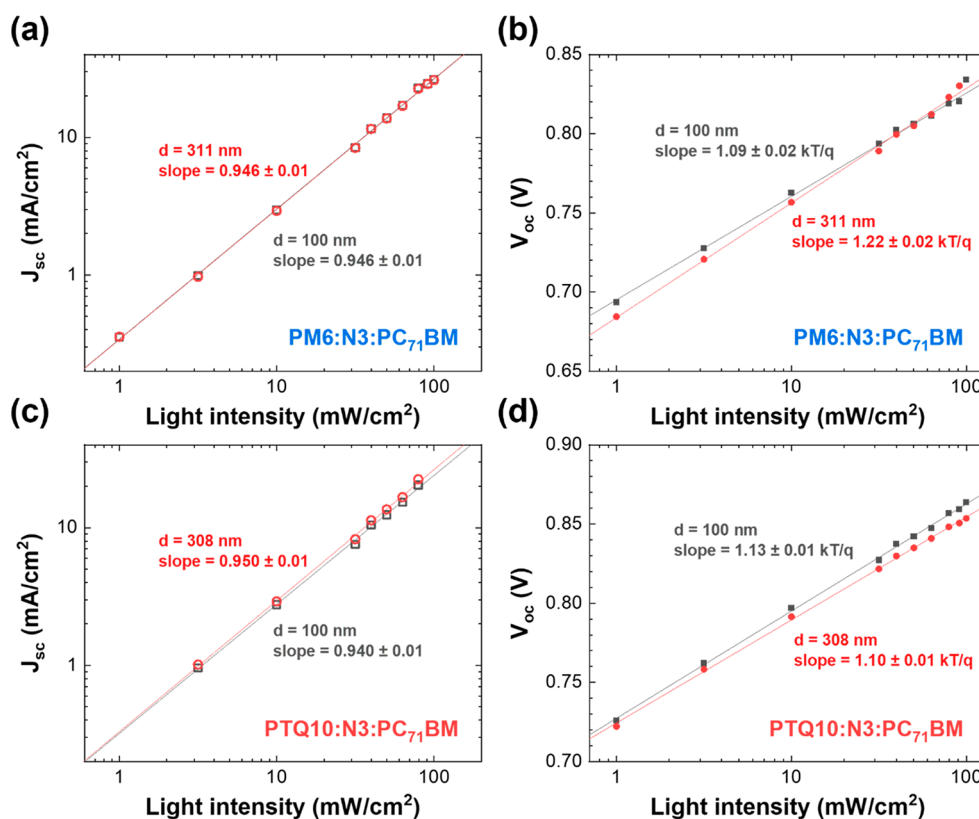 (a)
10
1
J_sc (mA/cm²)
d = 311 nm
slope = 0.946 ± 0.01
d = 100 nm
slope = 0.946 ± 0.01
PM6:N3:PC₇₁BM
1
10
100
Light intensity (mW/cm²)
(b)
0.85
0.80
0.75
0.70
0.65
V_oc (V)
d = 100 nm
slope = 1.09 ± 0.02 kT/q
d = 311 nm
slope = 1.22 ± 0.02 kT/q
PM6:N3:PC₇₁BM
1
10
100
Light intensity (mW/cm²)
(c)
10
1
J_sc (mA/cm²)
d = 308 nm
slope = 0.950 ± 0.01
d = 100 nm
slope = 0.940 ± 0.01
PTQ10:N3:PC₇₁BM
1
10
100
Light intensity (mW/cm²)
(d)
0.90
0.85
0.80
0.75
0.70
V_oc (V)
d = 100 nm
slope = 1.13 ± 0.01 kT/q
d = 308 nm
slope = 1.10 ± 0.01 kT/q
PTQ10:N3:PC₇₁BM
1
10
100
Light intensity (mW/cm²)